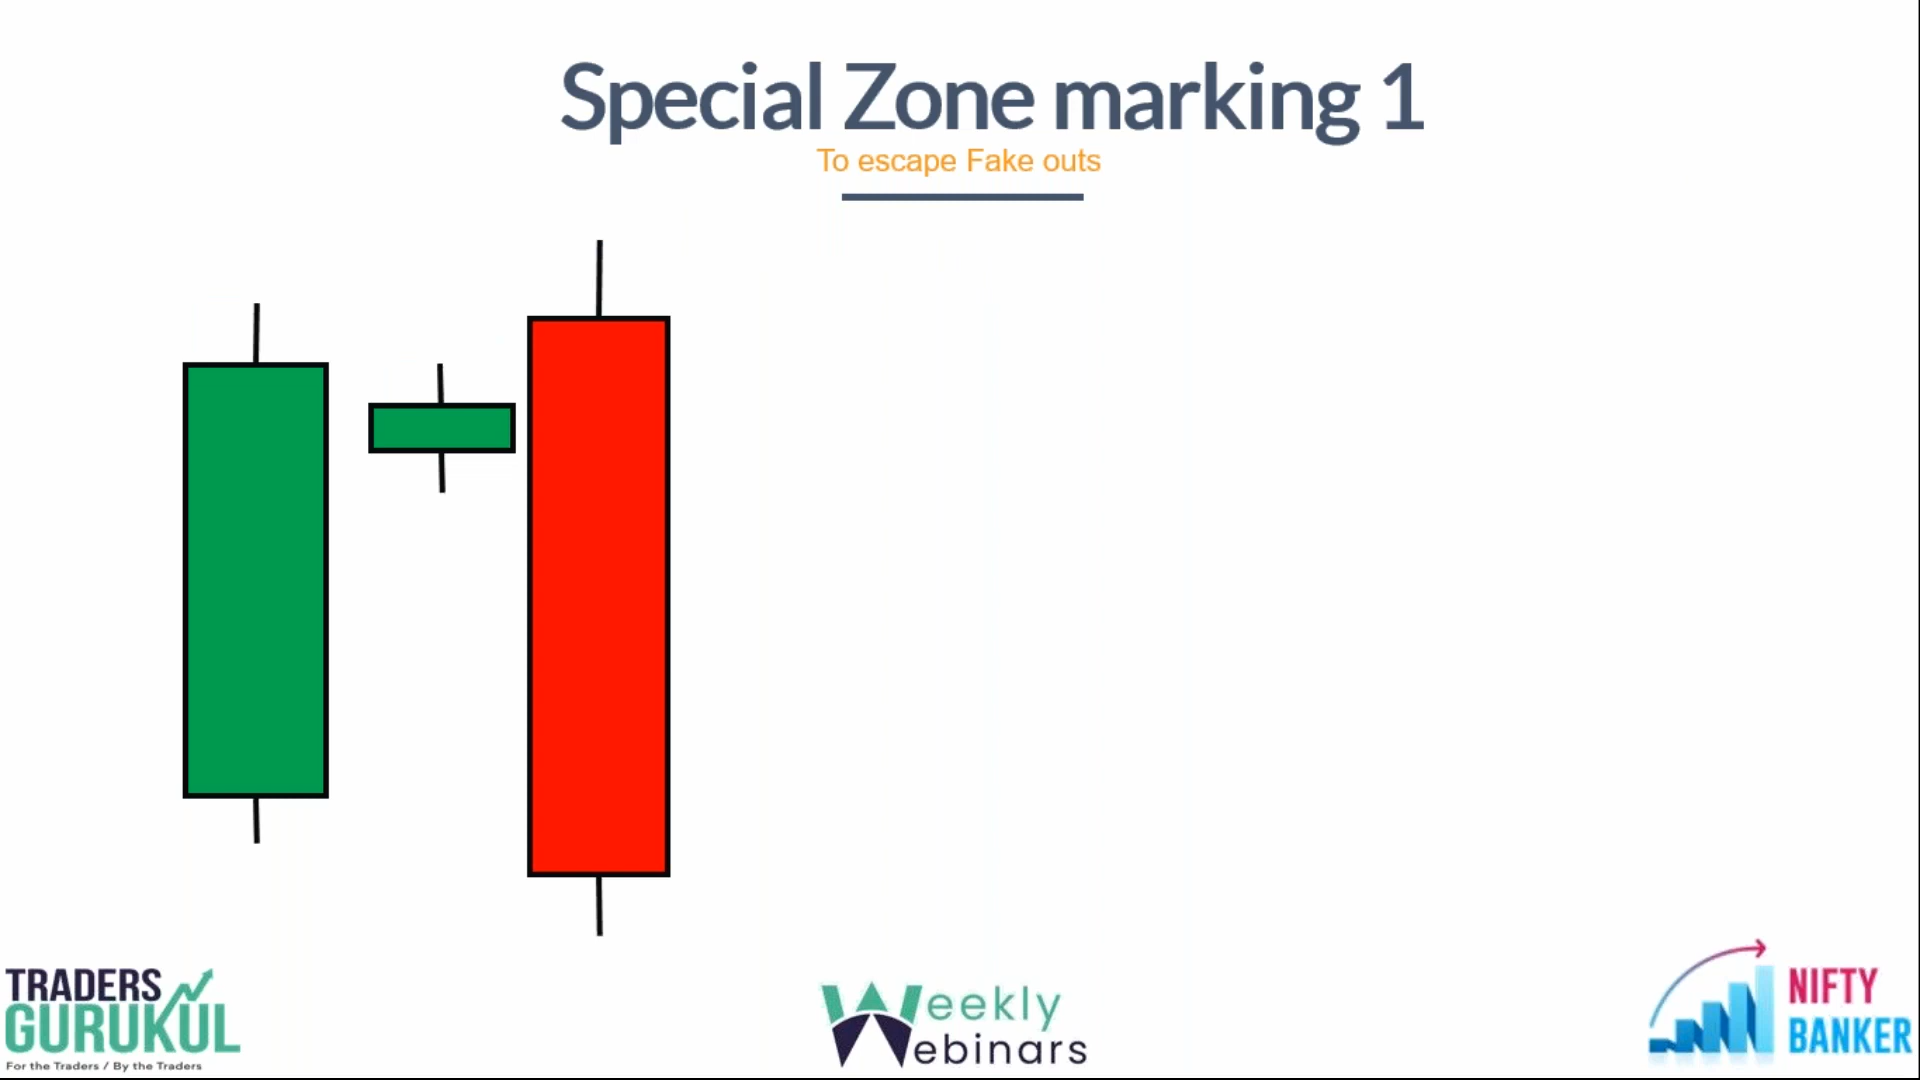 Special Zone marking 1
To escape Fake outs
TRADERS
GURUKUL
For the Traders / By the Traders
Weekly
Webinars
NIFTY
BANKER